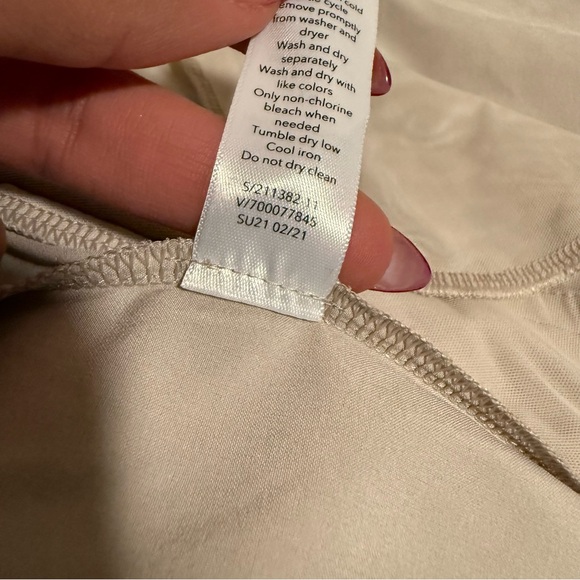 cold
cycle
Remove promptly
from washer and
dryer
Wash and dry
separately
Wash and dry with
like colors
Only non-chlorine
bleach when
needed
Tumble dry low
Cool iron
Do not dry clean
S/211382 11
V/700077845
SU21 02/21